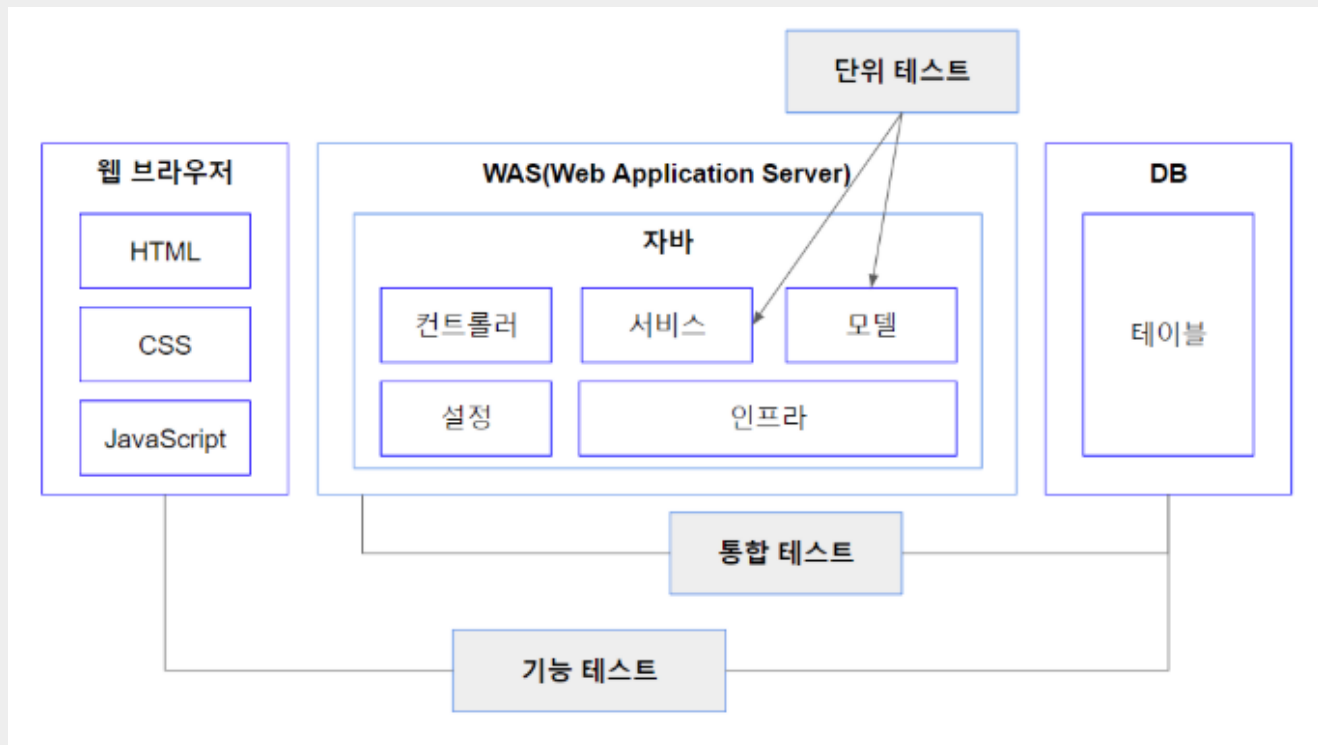 단위 테스트
웹 브라우저
HTML
CSS
JavaScript
WAS(Web Application Server)
자바
컨트롤러
서비스
모델
설정
인프라
DB
테이블
통합 테스트
기능 테스트